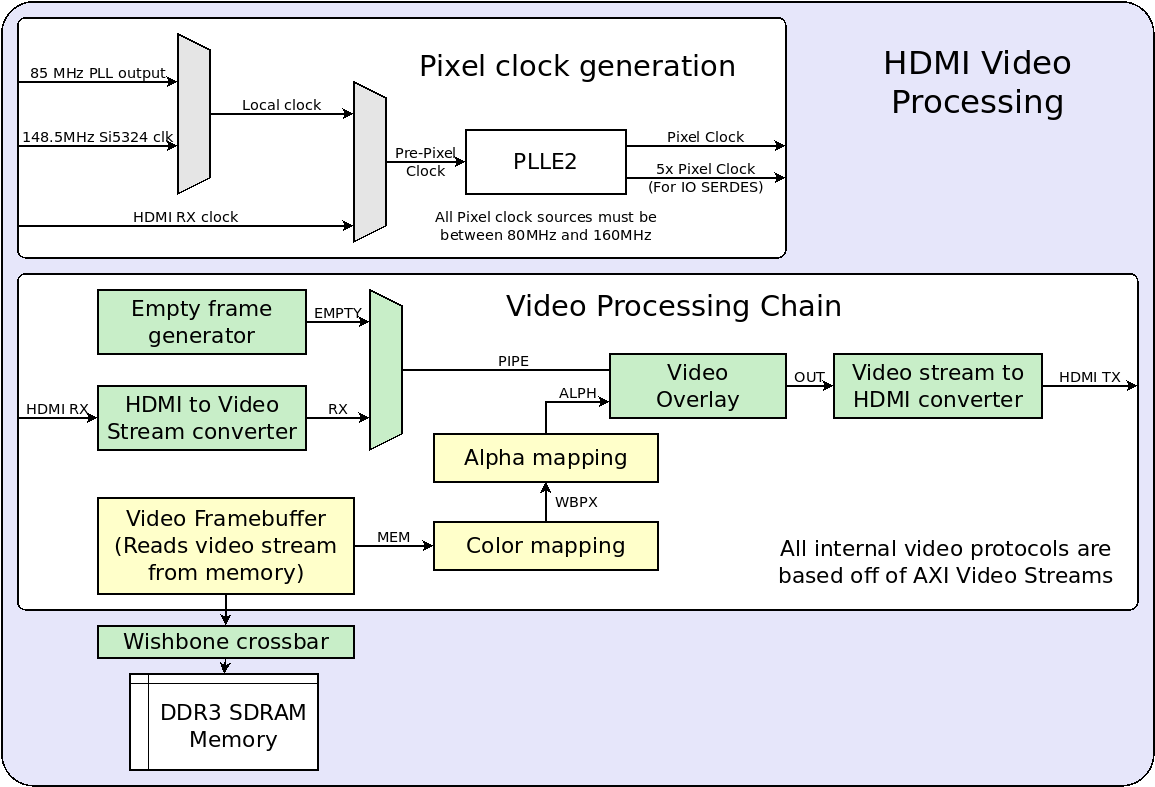 HDMI Video
Processing
Pixel clock generation
85 MHz PLL output
148.5MHz Si5324 clk
Local clock
HDMI RX clock
Pre-Pixel
Clock
PLLE2
Pixel Clock
5x Pixel Clock
(For IO SERDES)
All Pixel clock sources must be
between 80MHz and 160MHz
Video Processing Chain
Empty frame
generator
EMPTY
HDMI RX
HDMI to Video
Stream converter
RX
PIPE
ALPH
Video
Overlay
OUT
Video stream to
HDMI converter
HDMI TX
Alpha mapping
WBPX
Video Framebuffer
(Reads video stream
from memory)
MEM
Color mapping
All internal video protocols are
based off of AXI Video Streams
Wishbone crossbar
DDR3 SDRAM
Memory